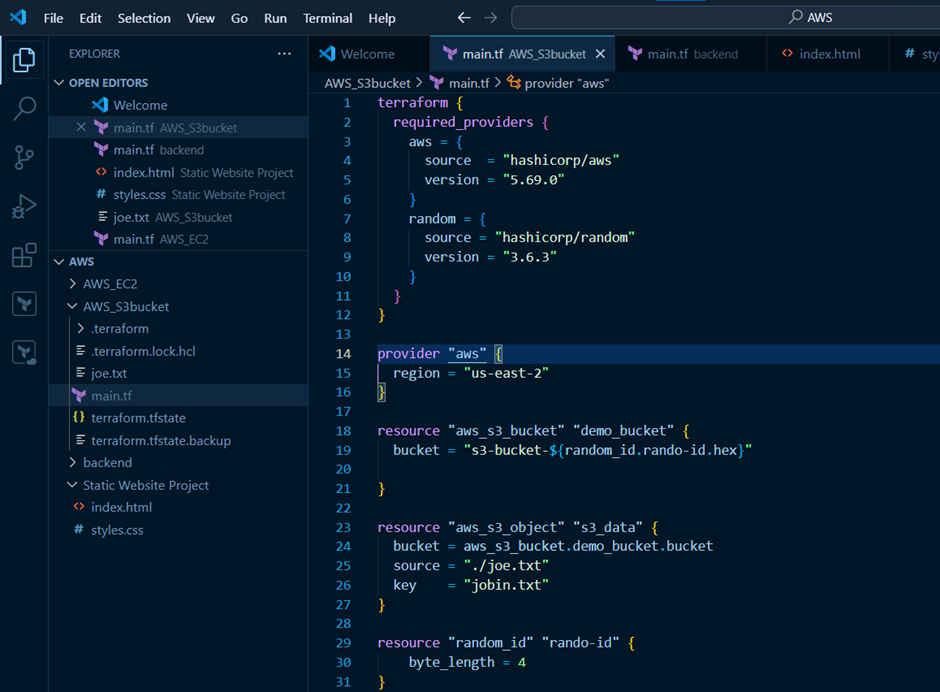 File Edit Selection View Go Run Terminal Help
AWS
EXPLORER
OPEN EDITORS
Welcome
main.tf AWS_S3bucket
main.tf backend
index.html Static Website Project
styles.css Static Website Project
joe.txt AWS_S3bucket
main.tf AWS_EC2
AWS
AWS_EC2
AWS_S3bucket
.terraform
.terraform.lock.hcl
joe.txt
main.tf
terraform.tfstate
terraform.tfstate.backup
backend
Static Website Project
index.html
styles.css
Welcome
main.tf AWS_S3bucket
main.tf backend
index.html
sty
AWS_S3bucket > main.tf > provider "aws"
1 terraform {
2   required_providers {
3     aws = {
4       source  = "hashicorp/aws"
5       version = "5.69.0"
6     }
7     random = {
8       source = "hashicorp/random"
9       version = "3.6.3"
10     }
11   }
12 }
13
14 provider "aws" {
15   region = "us-east-2"
16 }
17
18 resource "aws_s3_bucket" "demo_bucket" {
19   bucket = "s3-bucket-${random_id.rando-id.hex}"
20
21 }
22
23 resource "aws_s3_object" "s3_data" {
24   bucket = aws_s3_bucket.demo_bucket.bucket
25   source = "./joe.txt"
26   key    = "jobin.txt"
27 }
28
29 resource "random_id" "rando-id" {
30     byte_length = 4
31 }